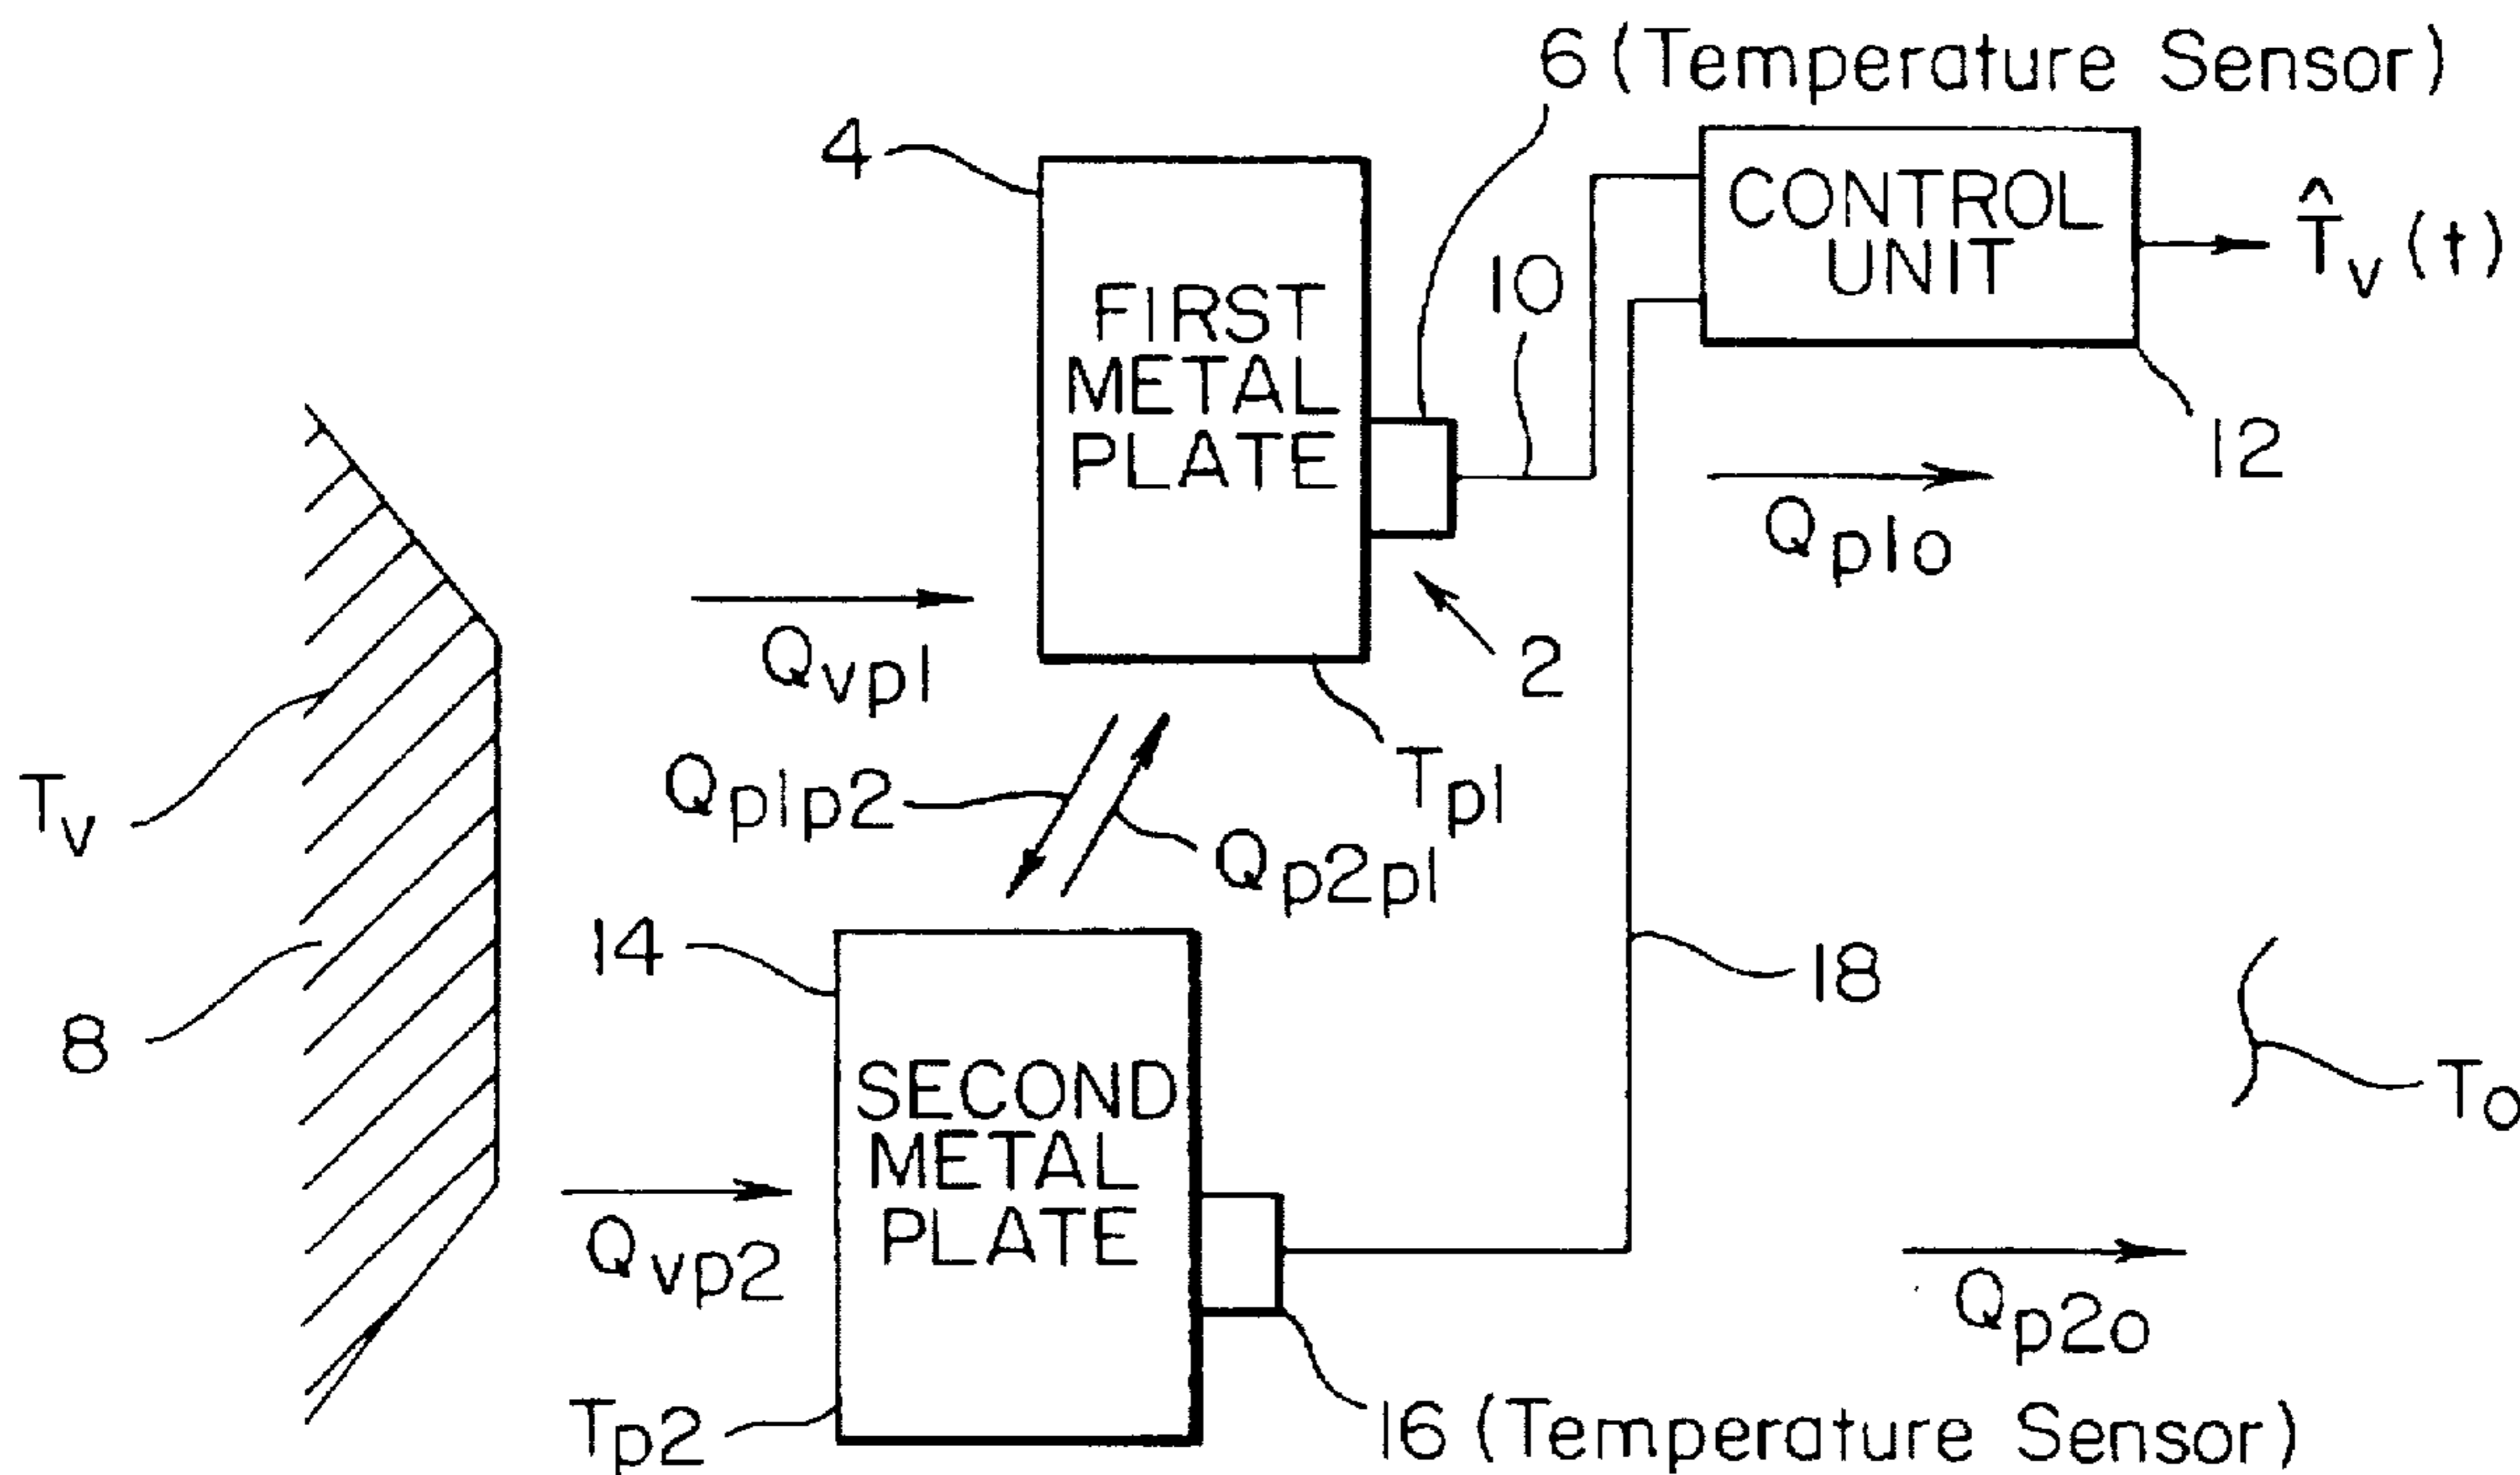 6 (Temperature Sensor)
4
CONTROL
UNIT
T̂v (t)
FIRST
METAL
PLATE
10
12
Qp1o
Qvp1
2
Tv
Qp1p2
Tp1
Qp2p1
14
18
8
SECOND
METAL
PLATE
To
Qvp2
Qp2o
Tp2
16 (Temperature Sensor)